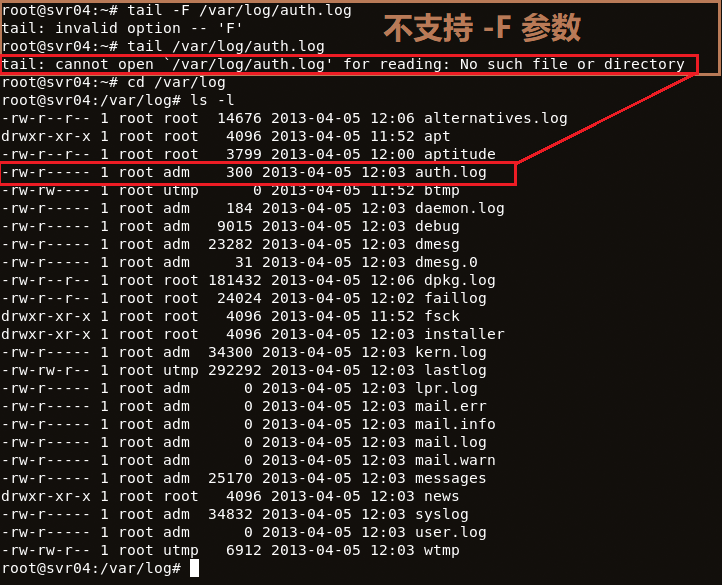 root@svr04:~# tail -F /var/log/auth.log
tail: invalid option -- 'F'
不支持 -F 参数
root@svr04:~# tail /var/log/auth.log
tail: cannot open `/var/log/auth.log' for reading: No such file or directory
root@svr04:~# cd /var/log
root@svr04:/var/log# ls -l
-rw-r--r-- 1 root root  14676 2013-04-05 12:06 alternatives.log
drwxr-xr-x 1 root root   4096 2013-04-05 11:52 apt
-rw-r--r-- 1 root root   3799 2013-04-05 12:00 aptitude
-rw-r----- 1 root adm    300 2013-04-05 12:03 auth.log
-rw-rw---- 1 root utmp      0 2013-04-05 11:52 btmp
-rw-r----- 1 root adm    184 2013-04-05 12:03 daemon.log
-rw-r----- 1 root adm   9015 2013-04-05 12:03 debug
-rw-r----- 1 root adm  23282 2013-04-05 12:03 dmesg
-rw-r----- 1 root adm     31 2013-04-05 12:03 dmesg.0
-rw-r--r-- 1 root root 181432 2013-04-05 12:06 dpkg.log
-rw-r--r-- 1 root root  24024 2013-04-05 12:02 faillog
drwxr-xr-x 1 root root   4096 2013-04-05 11:52 fsck
drwxr-xr-x 1 root root   4096 2013-04-05 12:03 installer
-rw-r----- 1 root adm  34300 2013-04-05 12:03 kern.log
-rw-rw-r-- 1 root utmp 292292 2013-04-05 12:03 lastlog
-rw-r----- 1 root adm      0 2013-04-05 12:03 lpr.log
-rw-r----- 1 root adm      0 2013-04-05 12:03 mail.err
-rw-r----- 1 root adm      0 2013-04-05 12:03 mail.info
-rw-r----- 1 root adm      0 2013-04-05 12:03 mail.log
-rw-r----- 1 root adm      0 2013-04-05 12:03 mail.warn
-rw-r----- 1 root adm  25170 2013-04-05 12:03 messages
drwxr-xr-x 1 root root   4096 2013-04-05 12:03 news
-rw-r----- 1 root adm  34832 2013-04-05 12:03 syslog
-rw-r----- 1 root adm      0 2013-04-05 12:03 user.log
-rw-rw-r-- 1 root utmp   6912 2013-04-05 12:03 wtmp
root@svr04:/var/log#